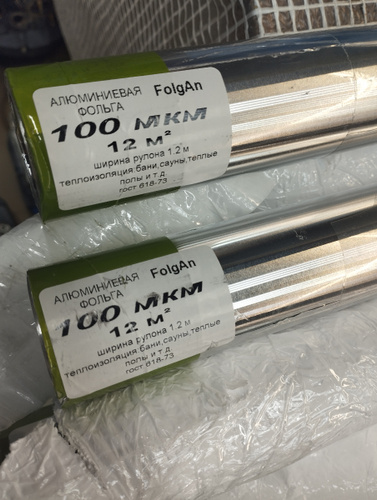 АЛЮМИНИЕВАЯ FolgAn
ФОЛЬГА
100 МКМ
12 м²
ширина рулона 1.2 м
теплоизоляция бани,сауны,теплые
полы и т.д.
гост 618-73
АЛЮМИНИЕВАЯ FolgAn
ФОЛЬГА
100 МКМ
12 м²
ширина рулона 1.2 м
теплоизоляция бани,сауны,теплые
полы и т.д.
гост 618-73